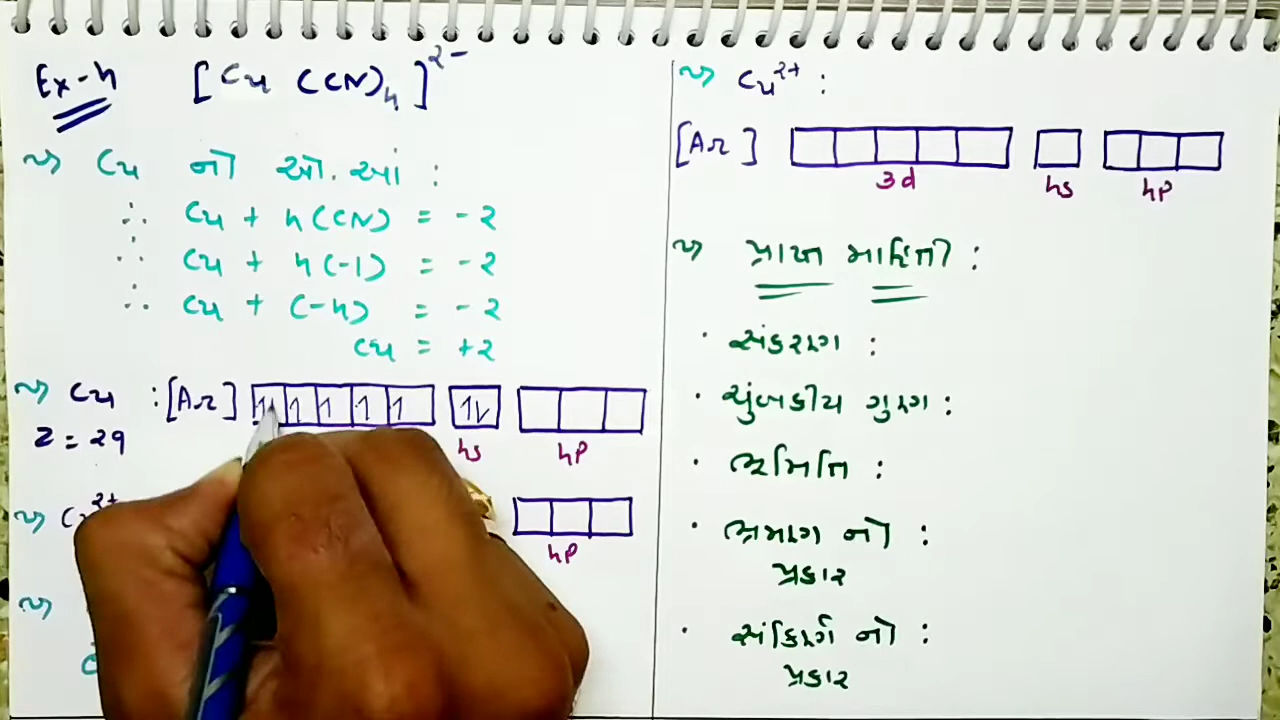 Ex-4 [Cu (CN)4]²⁻
Cu નો ઓ.આં :
∴ Cu + 4(CN) = -2
∴ Cu + 4(-1) = -2
∴ Cu + (-4) = -2
Cu = +2
Cu : [Ar] 1 1 1 1 1 1
Z = 29
4s 4p
4p
Cu²⁺ :
[Ar]
3d 4s 4p
પ્રાપ્ત માહિતી :
સંકરણ :
ચુંબકીય ગુણ :
ભૂમિતિ :
ભ્રમણ નો :
પ્રકાર
સંકિર્ણ નો :
પ્રકાર